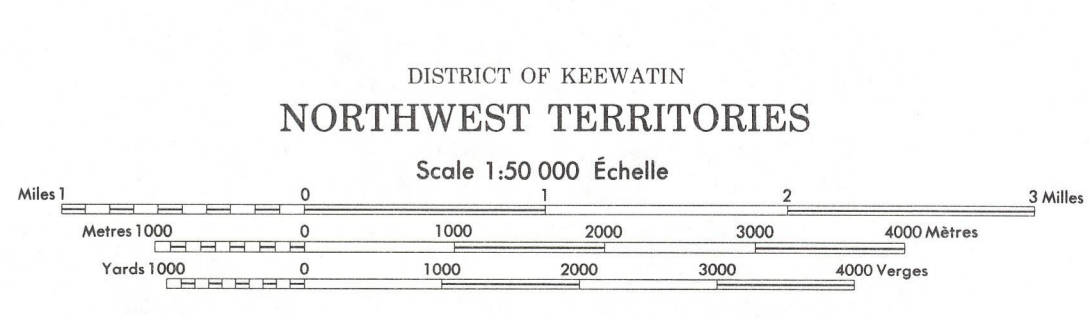 DISTRICT OF KEEWATIN
NORTHWEST TERRITORIES
Scale 1:50 000 Échelle
Miles 1 0 1 2 3 Milles
Metres 1000 0 1000 2000 3000 4000 Mètres
Yards 1000 0 1000 2000 3000 4000 Verges